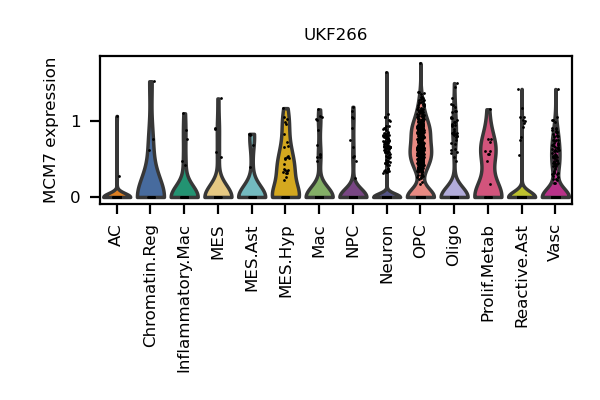 UKF266
MCM7 expression
1
0
AC
Chromatin.Reg
Inflammatory.Mac
MES
MES.Ast
MES.Hyp
Mac
NPC
Neuron
OPC
Oligo
Prolif.Metab
Reactive.Ast
Vasc